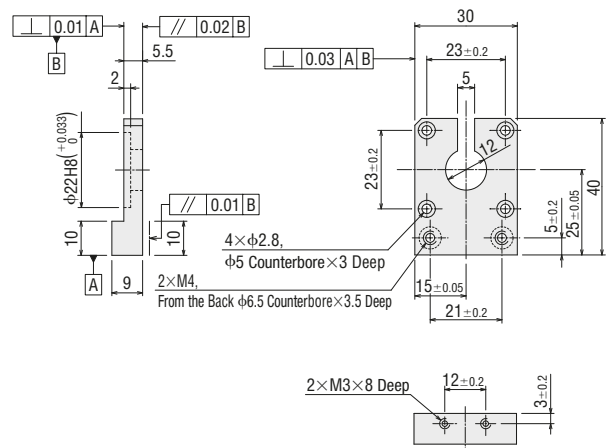 ⊥ 0.01 A
// 0.02 B
B
5.5
2
φ22H8(+0.033 0)
10
// 0.01 B
10
A
9
30
23±0.2
⊥ 0.03 A B
5
12
23±0.2
40
25±0.05
5±0.2
4×φ2.8,
φ5 Counterbore×3 Deep
2×M4,
From the Back φ6.5 Counterbore×3.5 Deep
15±0.05
21±0.2
2×M3×8 Deep
12±0.2
3±0.2